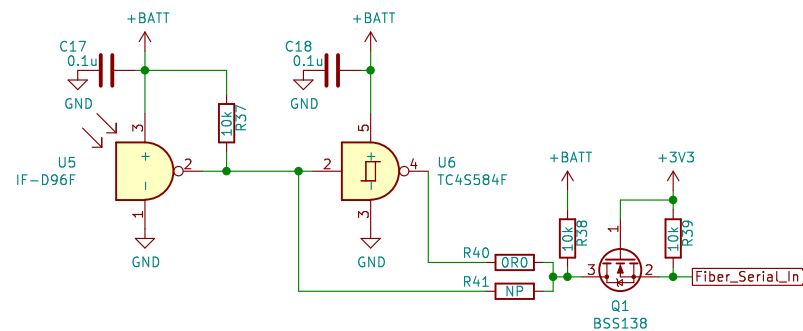 +BATT
+BATT
C17
0.1u
C18
0.1u
GND
GND
10k
R37
3
5
U5
IF-D96F
+
-
2
2
+
-
4
U6
TC4S584F
1
3
GND
GND
+BATT
+3V3
10k
R38
1
10k
R39
R40
0R0
R41
NP
3
2
Fiber_Serial_In
Q1
BSS138